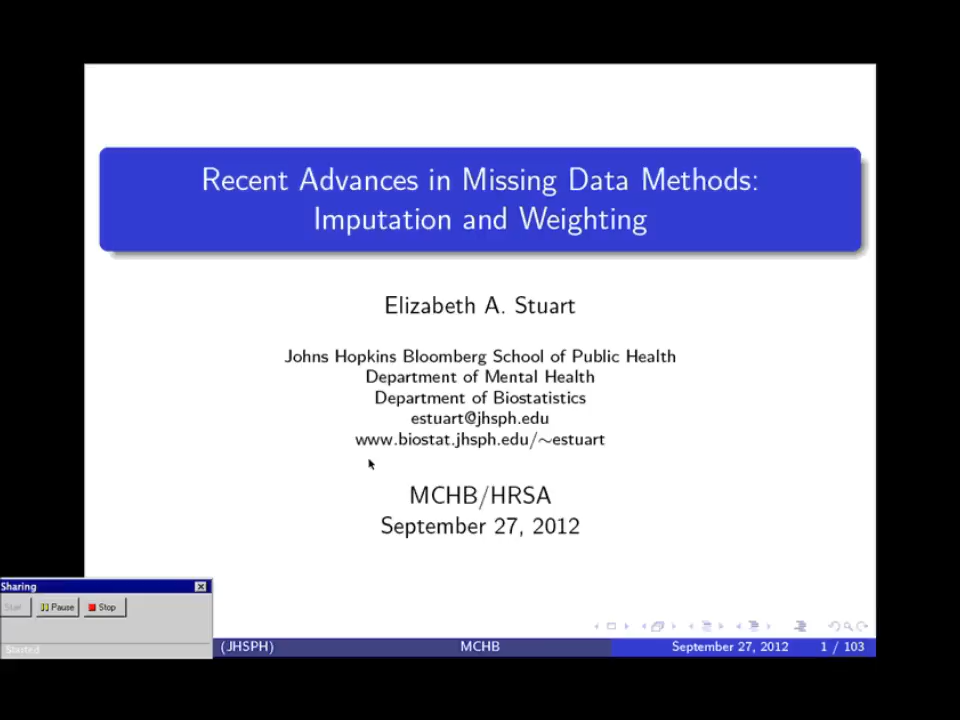 Recent Advances in Missing Data Methods:
Imputation and Weighting
Elizabeth A. Stuart
Johns Hopkins Bloomberg School of Public Health
Department of Mental Health
Department of Biostatistics
estuart@jhsph.edu
www.biostat.jhsph.edu/~estuart
MCHB/HRSA
September 27, 2012
Sharing
Start Pause Stop
Started
(JHSPH) MCHB September 27, 2012 1 / 103